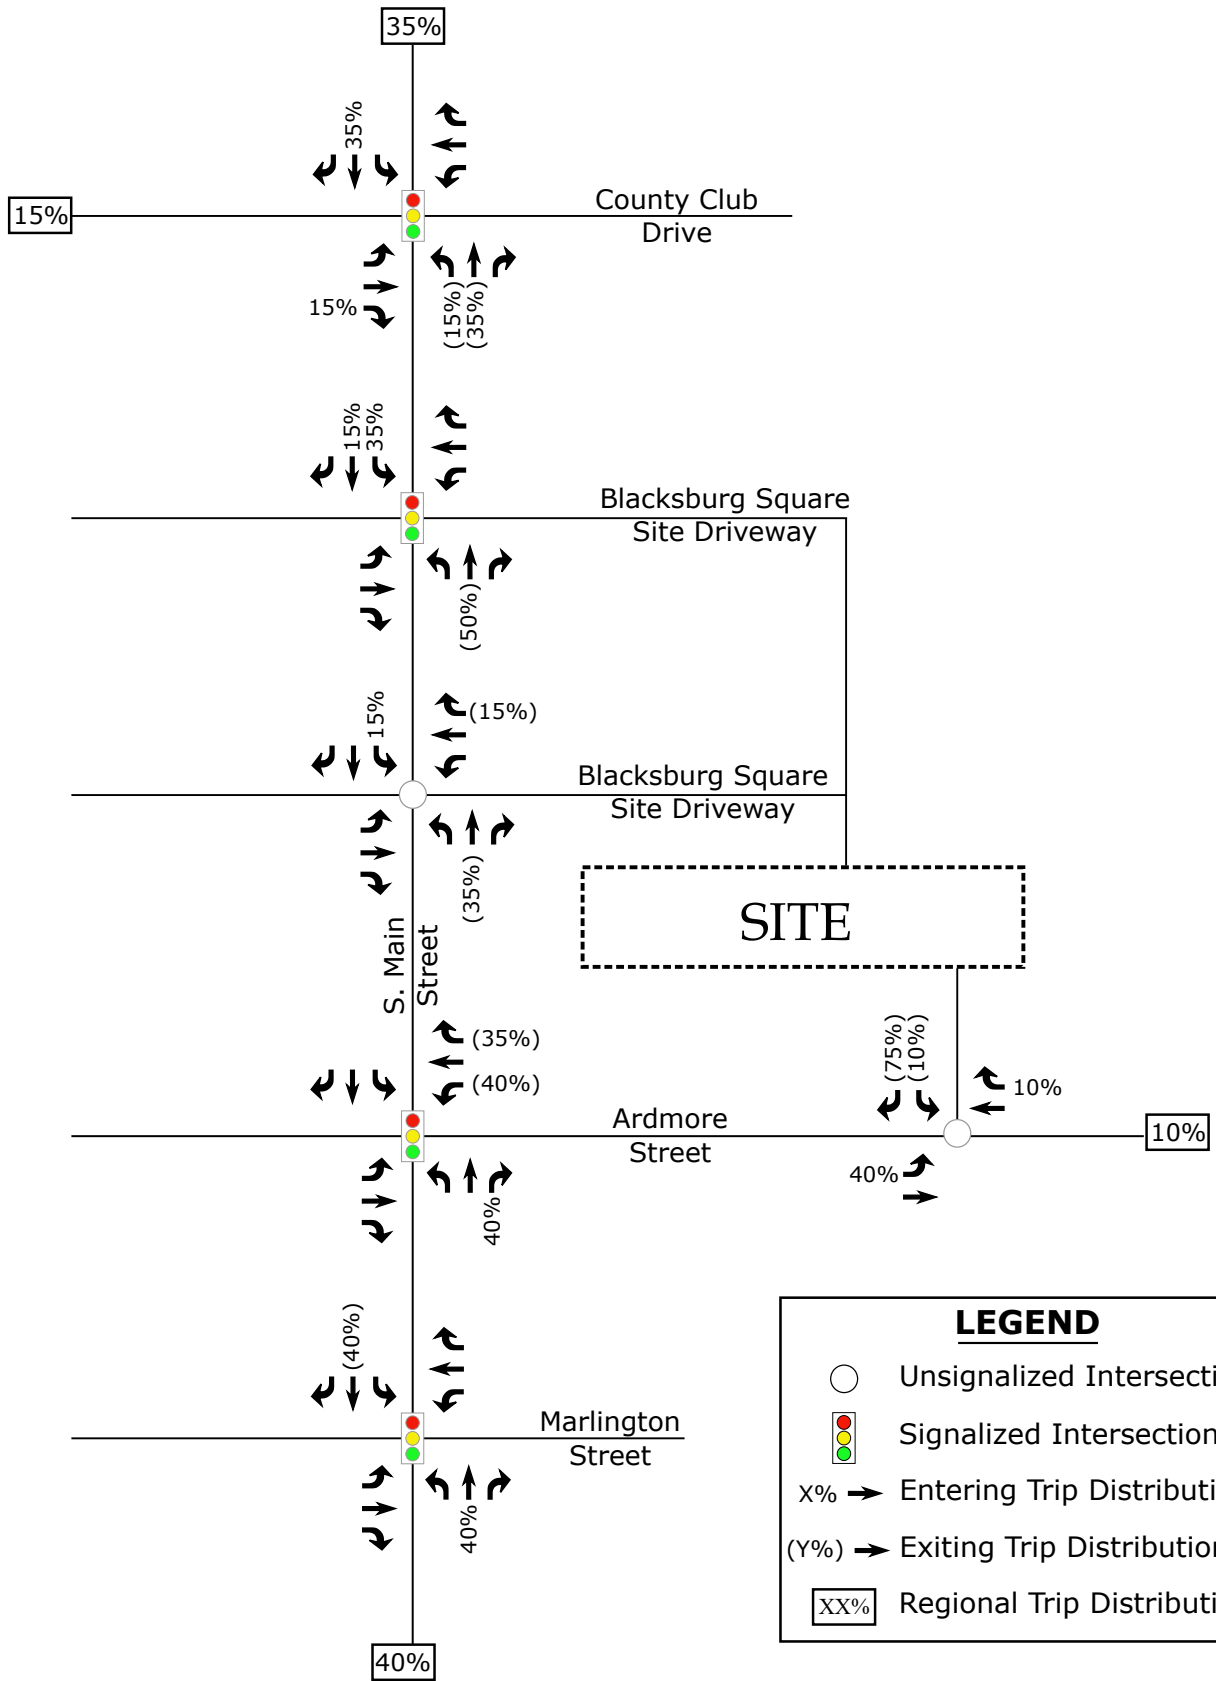 35%
35%
15%
County Club
Drive
15%
(15%)
(35%)
15%
35%
Blacksburg Square
Site Driveway
(50%)
15%
(15%)
Blacksburg Square
Site Driveway
(35%)
SITE
S. Main
Street
(35%)
(40%)
(75%)
(10%)
10%
Ardmore
Street
10%
40%
40%
(40%)
Marlington
Street
40%
40%
LEGEND
Unsignalized Intersecti
Signalized Intersection
X% Entering Trip Distributi
(Y%) Exiting Trip Distribution
XX% Regional Trip Distributi